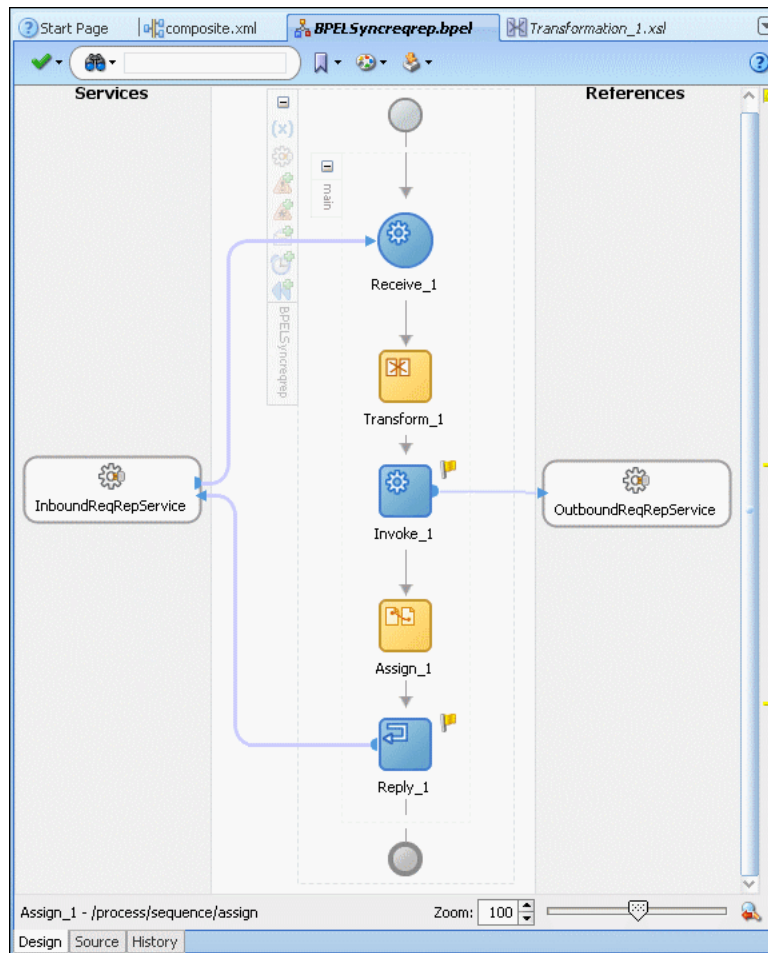 Start Page
composite.xml
BPELSyncreqrep.bpel
Transformation_1.xsl
Services
References
(x)
main
BPELSyncreqrep
Receive_1
Transform_1
InboundReqRepService
Invoke_1
OutboundReqRepService
Assign_1
Reply_1
Assign_1 - /process/sequence/assign
Zoom: 100
Design Source History